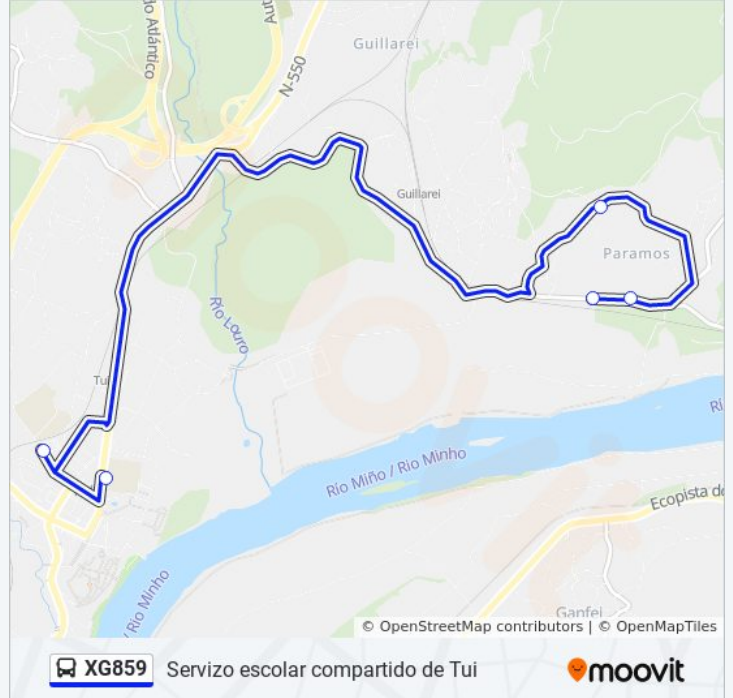 do Atlántico
Aut
Guillarei
N-550
Guillarei
Paramos
Río Louro
Tui
Rí
Río Miño / Rio Minho
Ecopista do
/ Rio Minho
Ganfei
© OpenStreetMap contributors | © OpenMapTiles
XG859 Servizo escolar compartido de Tui
moovit